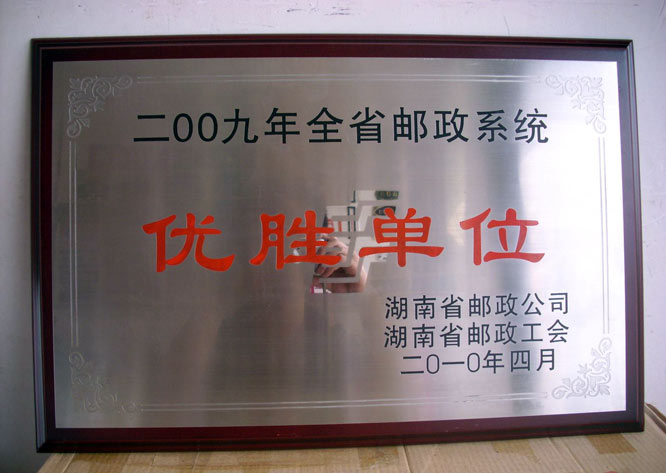 二00九年全省邮政系统
优胜单位
湖南省邮政公司
湖南省邮政工会
二0一0年四月